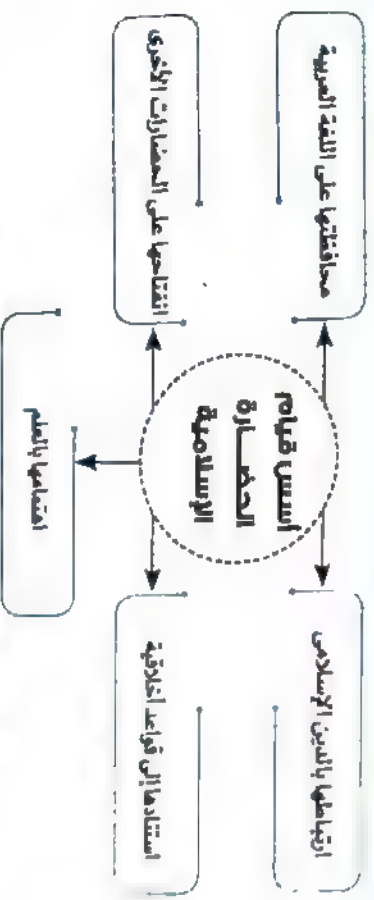 أسس قيام
الحضارة
الإسلامية
ارتباطها بالدين الإسلامي
محافظتها على اللغة العربية
استنادها إلى قواعد أخلاقية
انفتاحها على الحضارات الأخرى
اهتمامها بالعلم